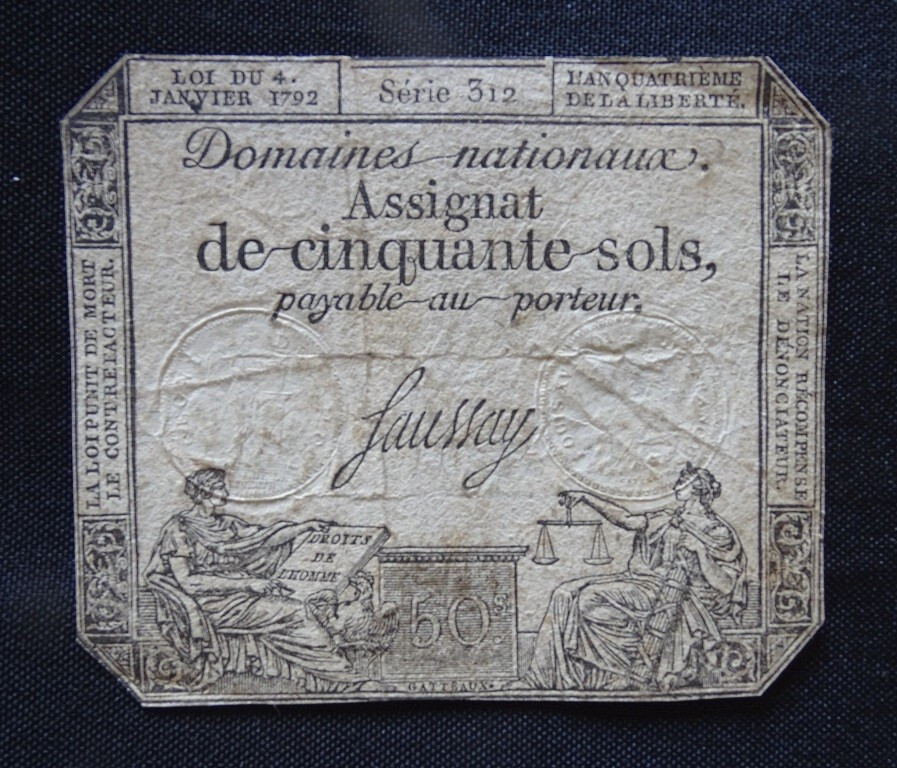 LOI DU 4.
JANVIER 1792
Série 312
L'AN QUATRIÈME
DE LA LIBERTÉ.
Domaines nationaux.
Assignat
de cinquante sols,
payable au porteur.
LA LOI PUNIT DE MORT
LE CONTREFACTEUR.
LA NATION RÉCOMPENSE
LE DÉNONCIATEUR.
Saussay
DROITS
DE
L'HOMME
50 s.
GATTEAUX.